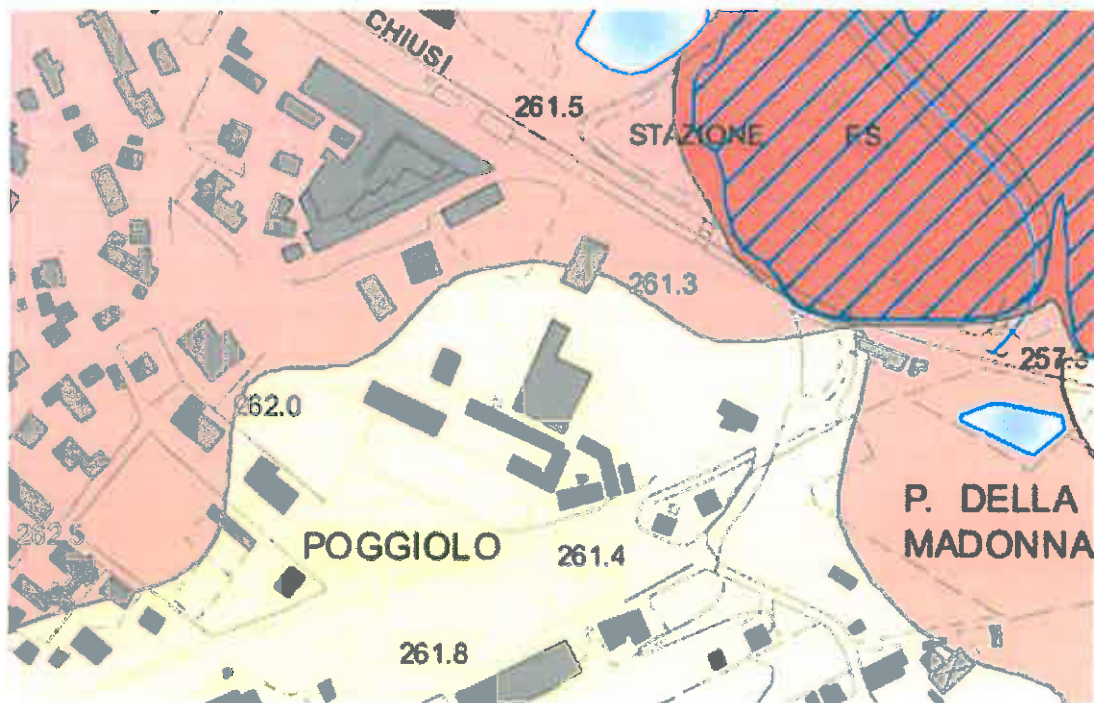 CHIUSI
261.5
STAZIONE F.S.
261.3
257.3
262.0
P. DELLA
MADONNA
262.5
POGGIOLO
261.4
261.8